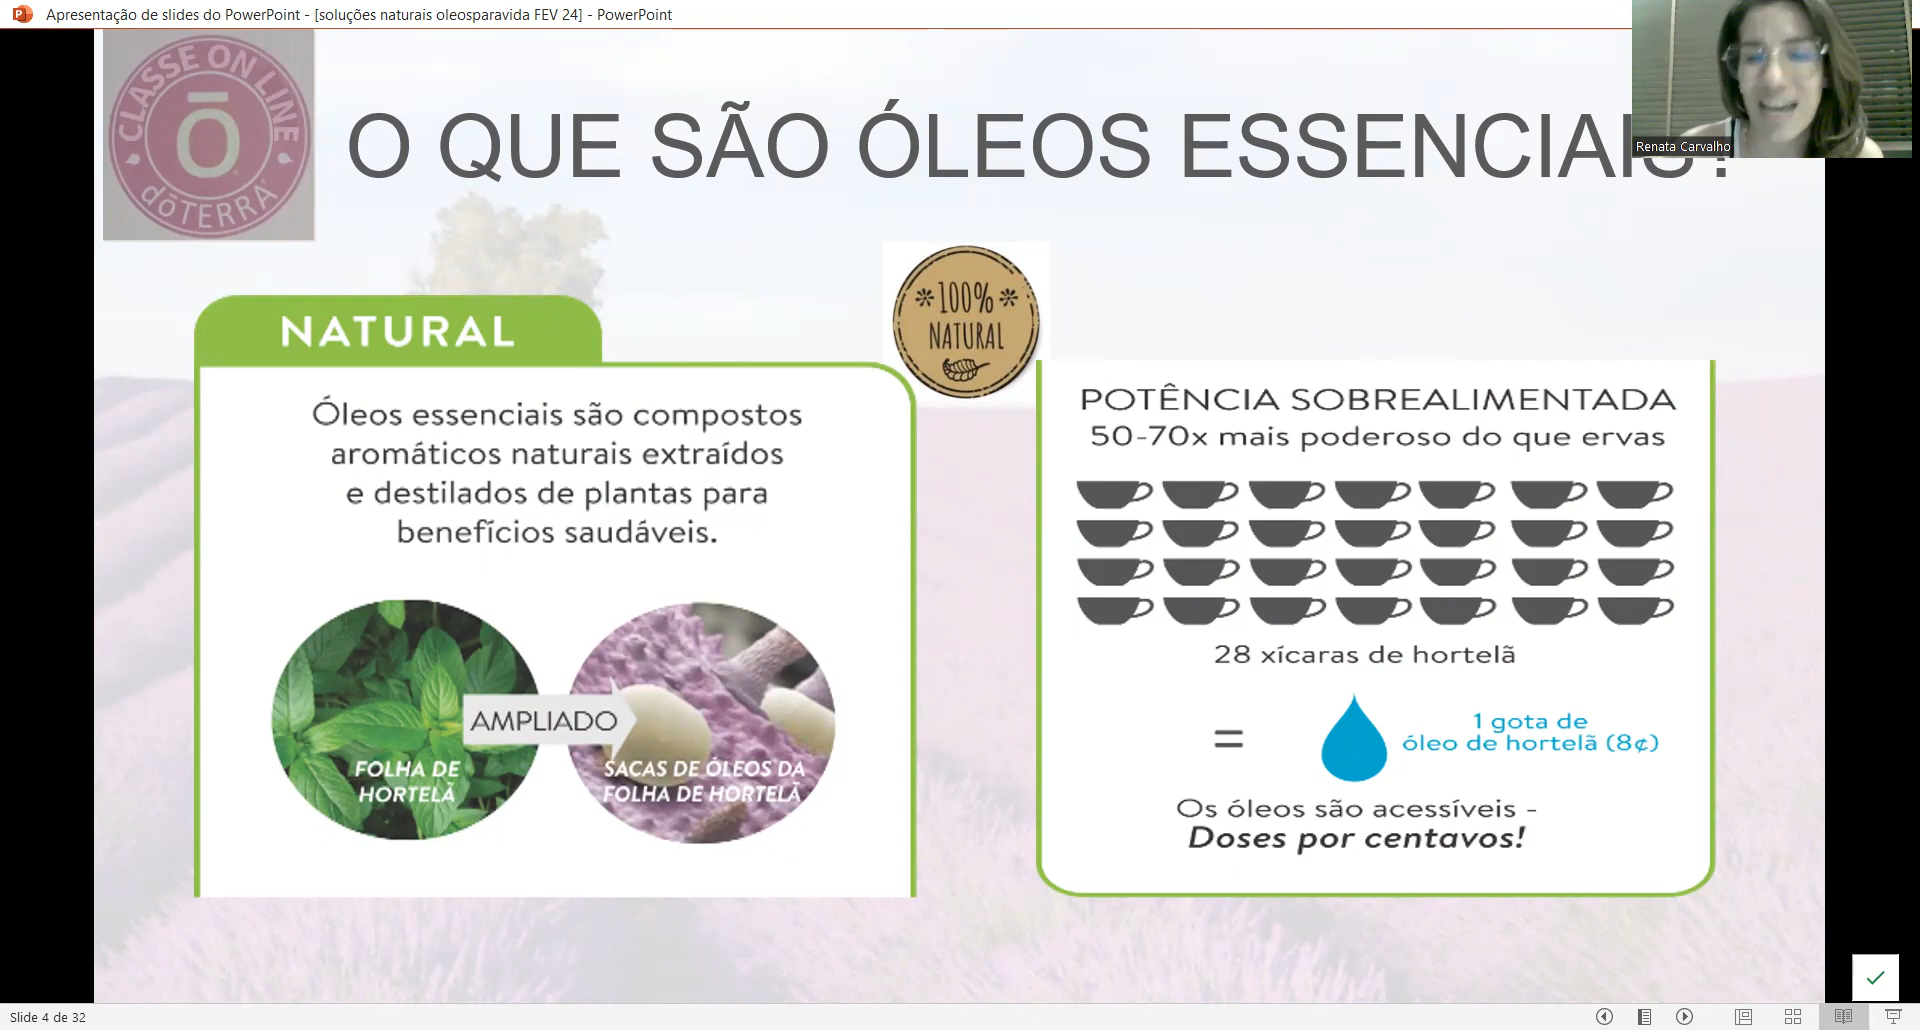 Apresentação de slides do PowerPoint - [soluções naturais oleosparavida FEV 24] - PowerPoint
CLASSE ON LINE
dōTERRA
O QUE SÃO ÓLEOS ESSENCIAIS?
Renata Carvalho
100%
NATURAL
NATURAL
Óleos essenciais são compostos
aromáticos naturais extraídos
e destilados de plantas para
benefícios saudáveis.
AMPLIADO
FOLHA DE
HORTELÃ
SACAS DE ÓLEOS DA
FOLHA DE HORTELÃ
POTÊNCIA SOBREALIMENTADA
50-70x mais poderoso do que ervas
28 xícaras de hortelã
=
1 gota de
óleo de hortelã (8¢)
Os óleos são acessíveis -
Doses por centavos!
Slide 4 de 32